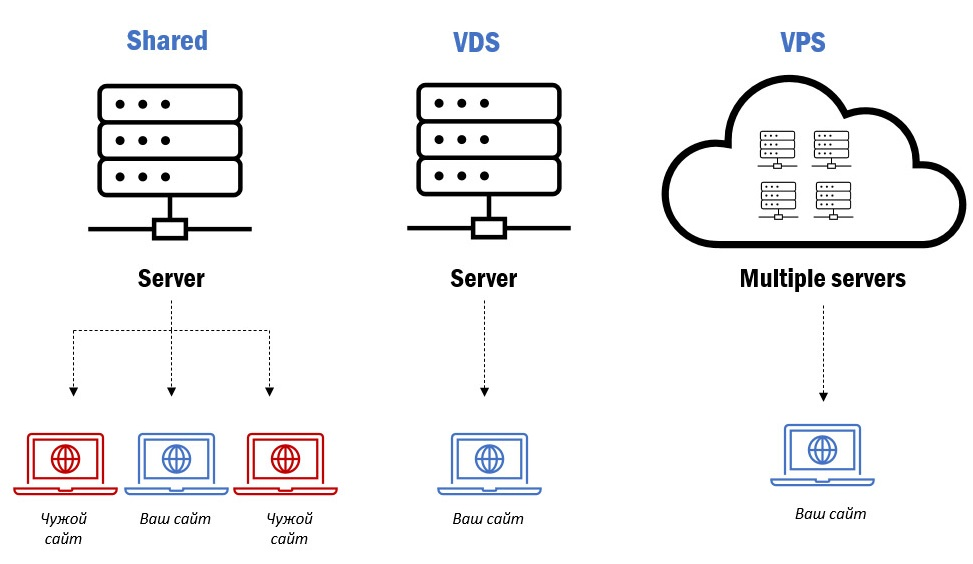 Shared
VDS
VPS
Server
Server
Multiple servers
Чужой
сайт
Ваш сайт
Чужой
сайт
Ваш сайт
Ваш сайт